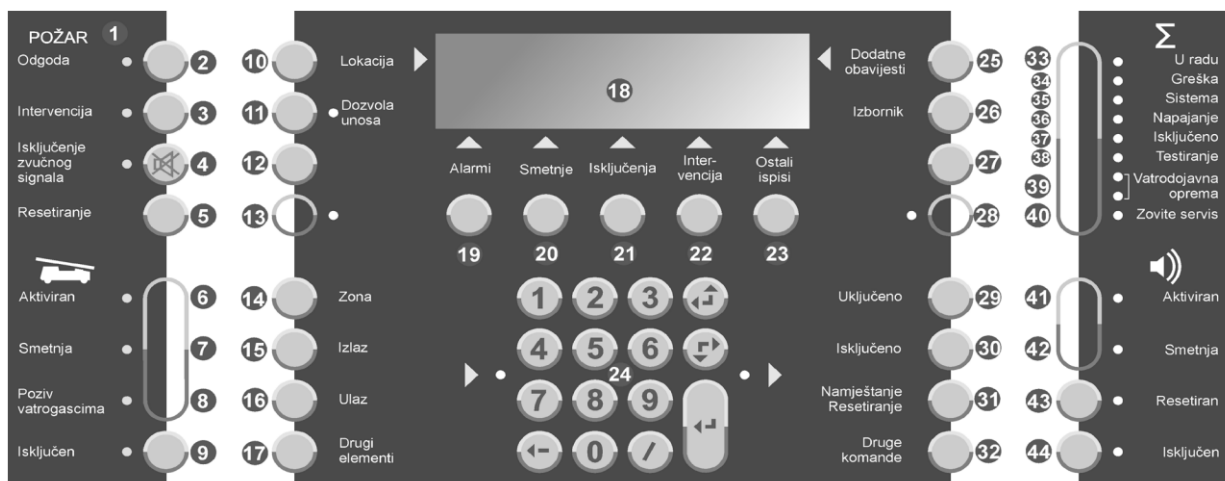 POŽAR 1
Odgoda 2
Intervencija 3
Isključenje
zvučnog
signala 4
Resetiranje 5
Aktiviran 6
Smetnja 7
Poziv
vatrogascima 8
Isključen 9
10 Lokacija
11 Dozvola
unosa
12
13
14 Zona
15 Izlaz
16 Ulaz
17 Drugi
elementi
18
Alarmi
Smetnje
Isključenja
Inter-
vencija
Ostali
ispisi
19 20 21 22 23
1 2 3
4 5 6
24
7 8 9
0 /
Dodatne
obavijesti 25
Izbornik 26
27
28
Uključeno 29
Isključeno 30
Namještanje
Resetiranje 31
Druge
komande 32
Σ
33 U radu
34 Greška
35 Sistema
36 Napajanje
37 Isključeno
38 Testiranje
39 Vatrodojavna
oprema
40 Zovite servis
41 Aktiviran
42 Smetnja
43 Resetiran
44 Isključen